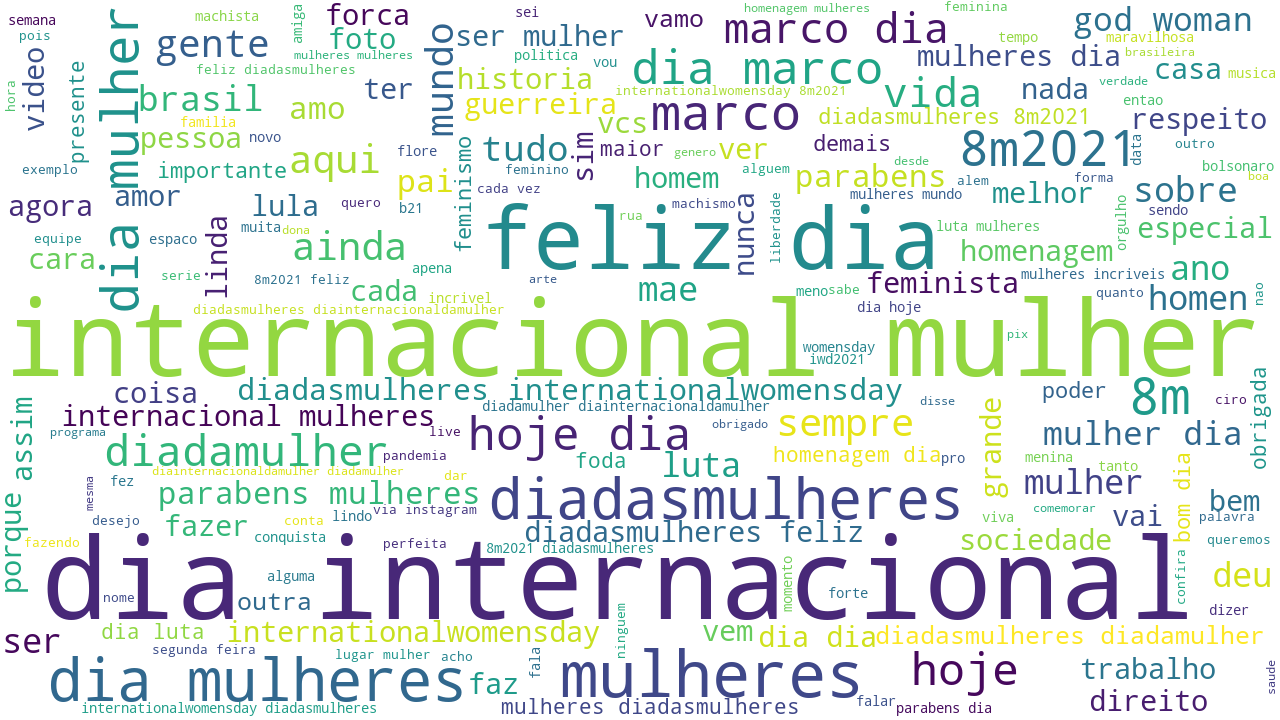 semana
machista
forca
sei
vamo
homenagem mulheres
feminina
god woman
pois
video
dia mulher
gente
amiga
foto
mulheres mulheres
mundo
ser mulher
politica
vou
marco dia
tempo
mulheres dia
maravilhosa
brasileira
feliz diadasmulheres
historia
dia marco
casa
musica
hora
presente
brasil
amo
ter
guerreira
internationalwomensday 8m2021
vida
nada
verdade
entao
familia
vcs
marco
diadasmulheres 8m2021
respeito
pessoa
novo
flore
feminismo
tudo
sim
maior
genero
ver
demais
8m2021
data
outro
exemplo
importante
aqui
feminino
homem
alguem
desde
parabens
alem
forma
bolsonaro
boa
amor
pai
cada vez
machismo
mulheres mundo
melhor
sobre
agora
lula
quero
b21
rua
nunca
liberdade
luta mulheres
orgulho
sendo
especial
equipe
espaco
linda
muita
dona
ainda
feliz dia
homenagem
cara
serie
8m2021 feliz
apena
arte
mae
feminista
mulheres incriveis
ano
cada
incrivel
meno
sabe
quanto
homen
nao
diadasmulheres diainternacionaldamulher
dia hoje
internacional mulher
pix
womensday
iwd2021
coisa
diadasmulheres internationalwomensday
disse
poder
8m
ciro
obrigada
assim
internacional mulheres
diadamulher diainternacionaldamulher
obrigado
sempre
grande
programa
live
hoje dia
mulher dia
diadamulher
pandemia
foda
luta
homenagem dia
pro
menina
tanto
bom dia
diainternacionaldamulher diadamulher
dar
porque
fez
mesma
parabens mulheres
diadasmulheres
mulher
bem
desejo
fazer
conta
lindo
via instagram
viva
comemorar
vai
palavra
fazendo
conquista
perfeita
diadasmulheres feliz
sociedade
queremos
8m2021 diadasmulheres
dia internacional
alguma
momento
forte
confira
deu
nome
outra
dizer
ser
dia luta
internationalwomensday
ninguem
vem
dia dia
diadasmulheres diadamulher
segunda feira
lugar mulher
acho
fala
dia mulheres
faz
mulheres
hoje
trabalho
saude
internationalwomensday diadasmulheres
mulheres diadasmulheres
falar
parabens dia
direito